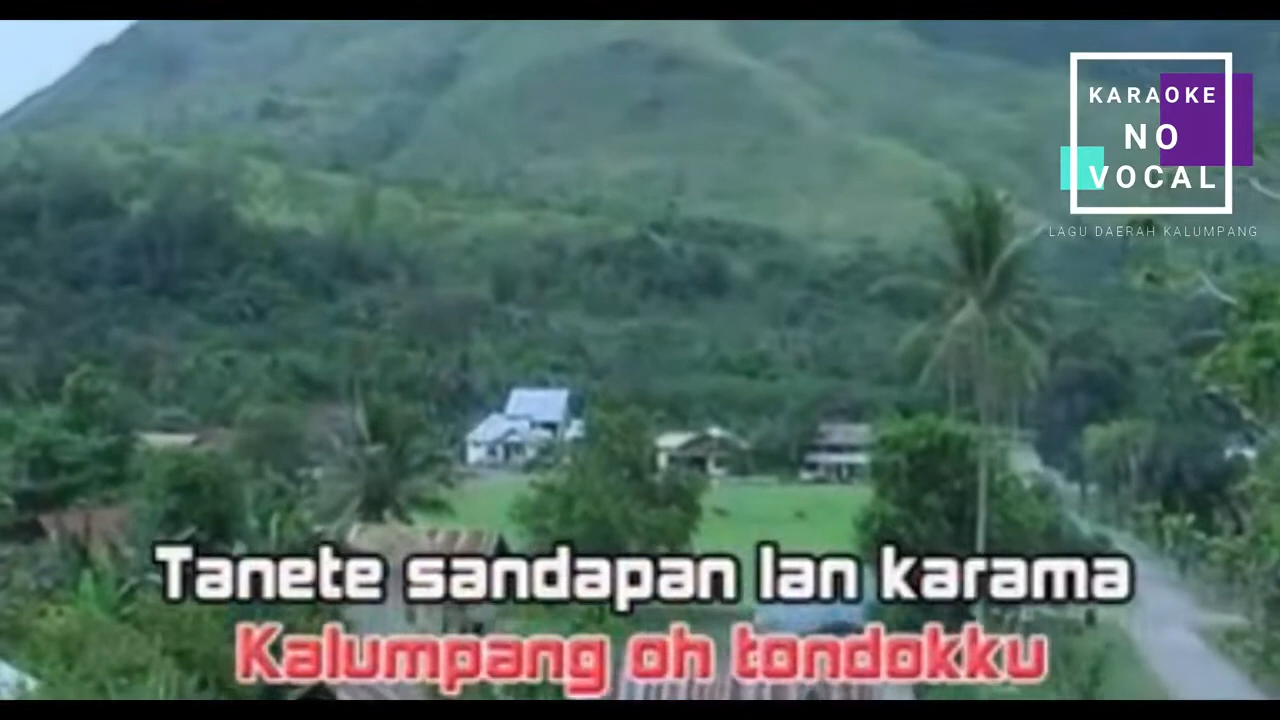 KARAOKE
NO
VOCAL
LAGU DAERAH KALUMPANG
Tanete sandapan lan karama
Kalumpang oh tondokku